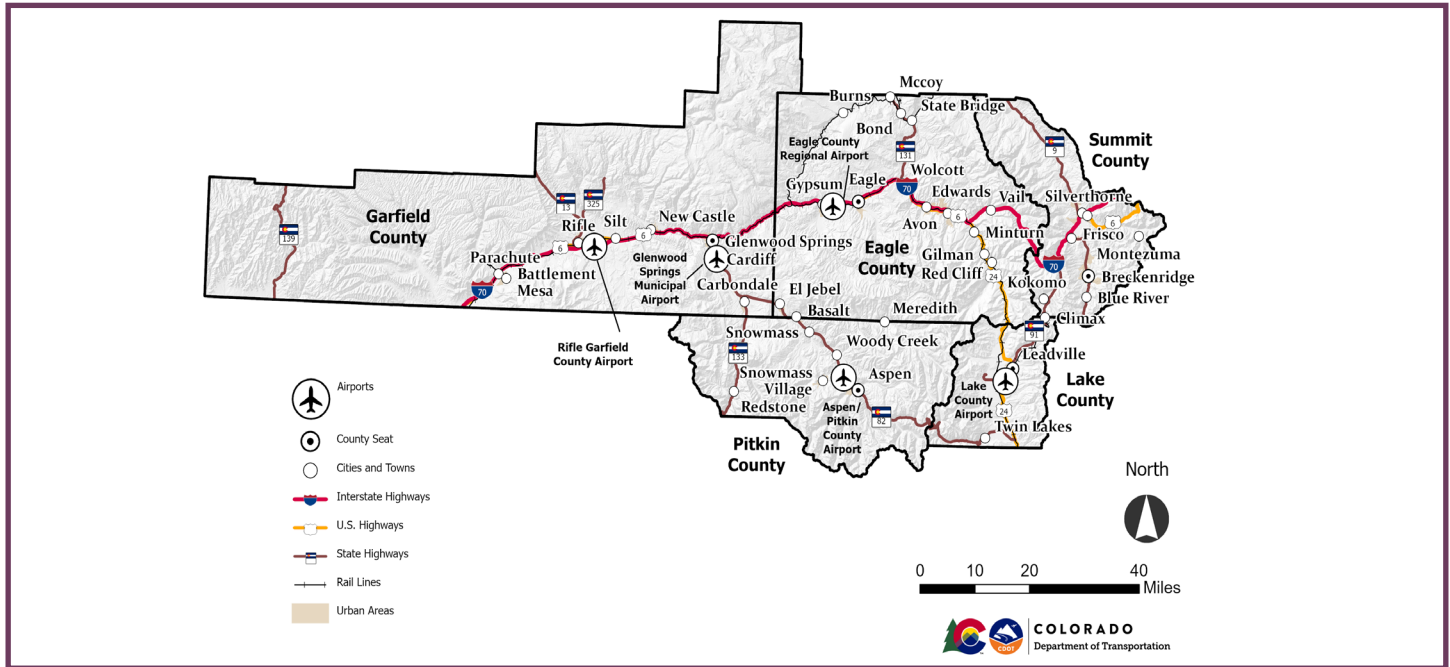 Mccoy
Burns
State Bridge
Bond
Eagle County
Regional Airport
9
Summit
County
131
Wolcott
Gypsum
Eagle
70
Edwards
Vail
Silverthorne
13
325
Garfield
County
139
Rifle
Silt
New Castle
Avon
6
6
Minturn
Frisco
Parachute
6
6
Glenwood Springs
Eagle
County
Montezuma
Battlement
Mesa
Glenwood
Springs
Municipal
Airport
Cardiff
Gilman
Red Cliff
24
70
Breckenridge
70
Carbondale
El Jebel
Kokomo
Blue River
Basalt
Meredith
Climax
Snowmass
Woody Creek
91
Rifle Garfield
County Airport
133
Leadville
Snowmass
Village
Aspen
Lake
County
Airport
Lake
County
Redstone
Aspen/
Pitkin
County
Airport
82
24
Twin Lakes
Pitkin
County
Airports
County Seat
Cities and Towns
Interstate Highways
U.S. Highways
State Highways
Rail Lines
Urban Areas
North
0 10 20 40
Miles
CDOT
COLORADO
Department of Transportation